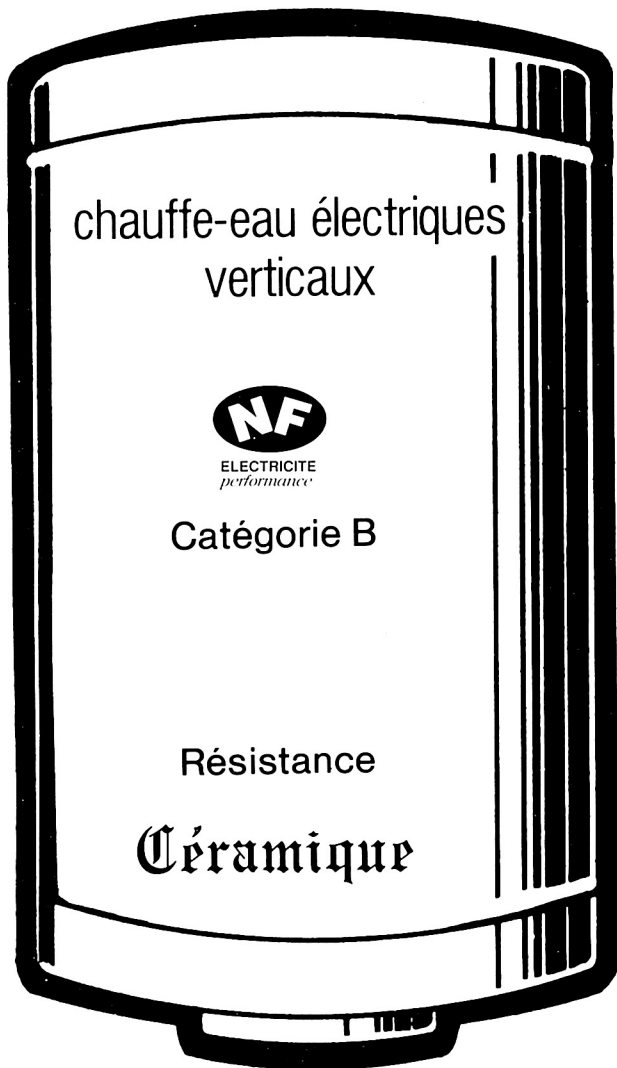 chauffe-eau électriques
verticaux
NF
ELECTRICITE
performance
Catégorie B
Résistance
Céramique